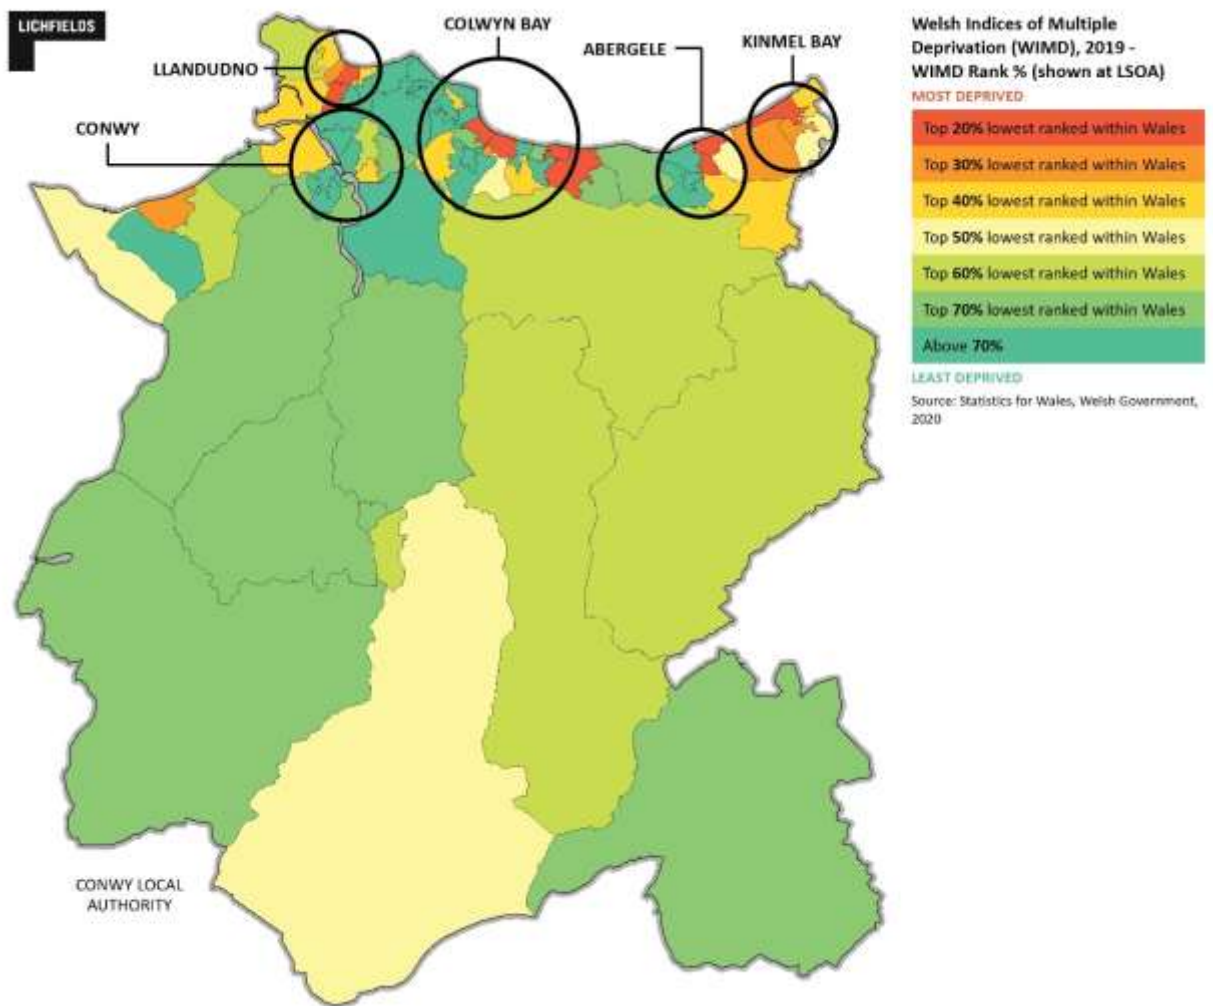 LICHFIELDS
COLWYN BAY
ABERGELE
KINMEL BAY
LLANDUDNO
CONWY
CONWY LOCAL
AUTHORITY
Welsh Indices of Multiple
Deprivation (WIMD), 2019 -
WIMD Rank % (shown at LSOA)
MOST DEPRIVED
Top 20% lowest ranked within Wales
Top 30% lowest ranked within Wales
Top 40% lowest ranked within Wales
Top 50% lowest ranked within Wales
Top 60% lowest ranked within Wales
Top 70% lowest ranked within Wales
Above 70%
LEAST DEPRIVED
Source: Statistics for Wales, Welsh Government,
2020